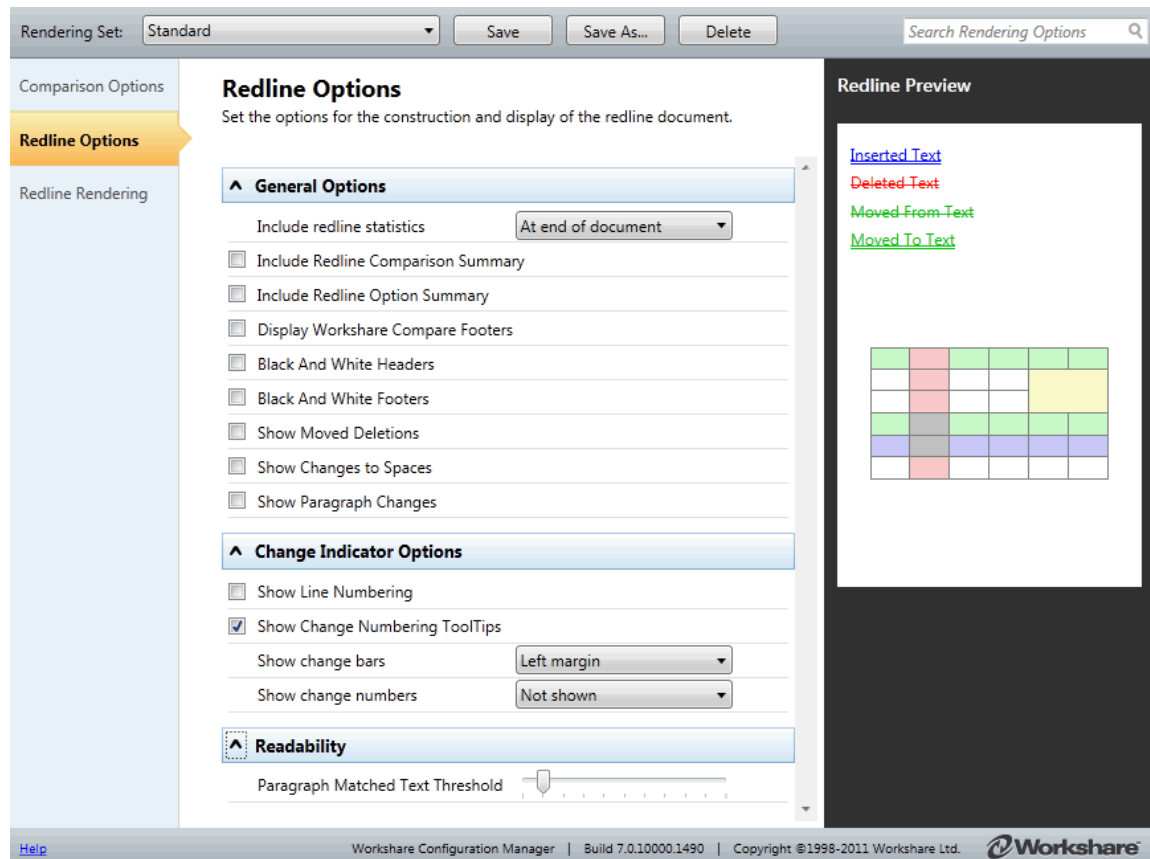 Rendering Set: Standard Save Save As... Delete Search Rendering Options
Comparison Options
Redline Options
Redline Rendering
Redline Options
Set the options for the construction and display of the redline document.
General Options
Include redline statistics At end of document
Include Redline Comparison Summary
Include Redline Option Summary
Display Workshare Compare Footers
Black And White Headers
Black And White Footers
Show Moved Deletions
Show Changes to Spaces
Show Paragraph Changes
Change Indicator Options
Show Line Numbering
Show Change Numbering ToolTips
Show change bars Left margin
Show change numbers Not shown
Readability
Paragraph Matched Text Threshold
Redline Preview
Inserted Text
Deleted Text
Moved From Text
Moved To Text
Help Workshare Configuration Manager | Build 7.0.10000.1490 | Copyright ©1998-2011 Workshare Ltd. Workshare